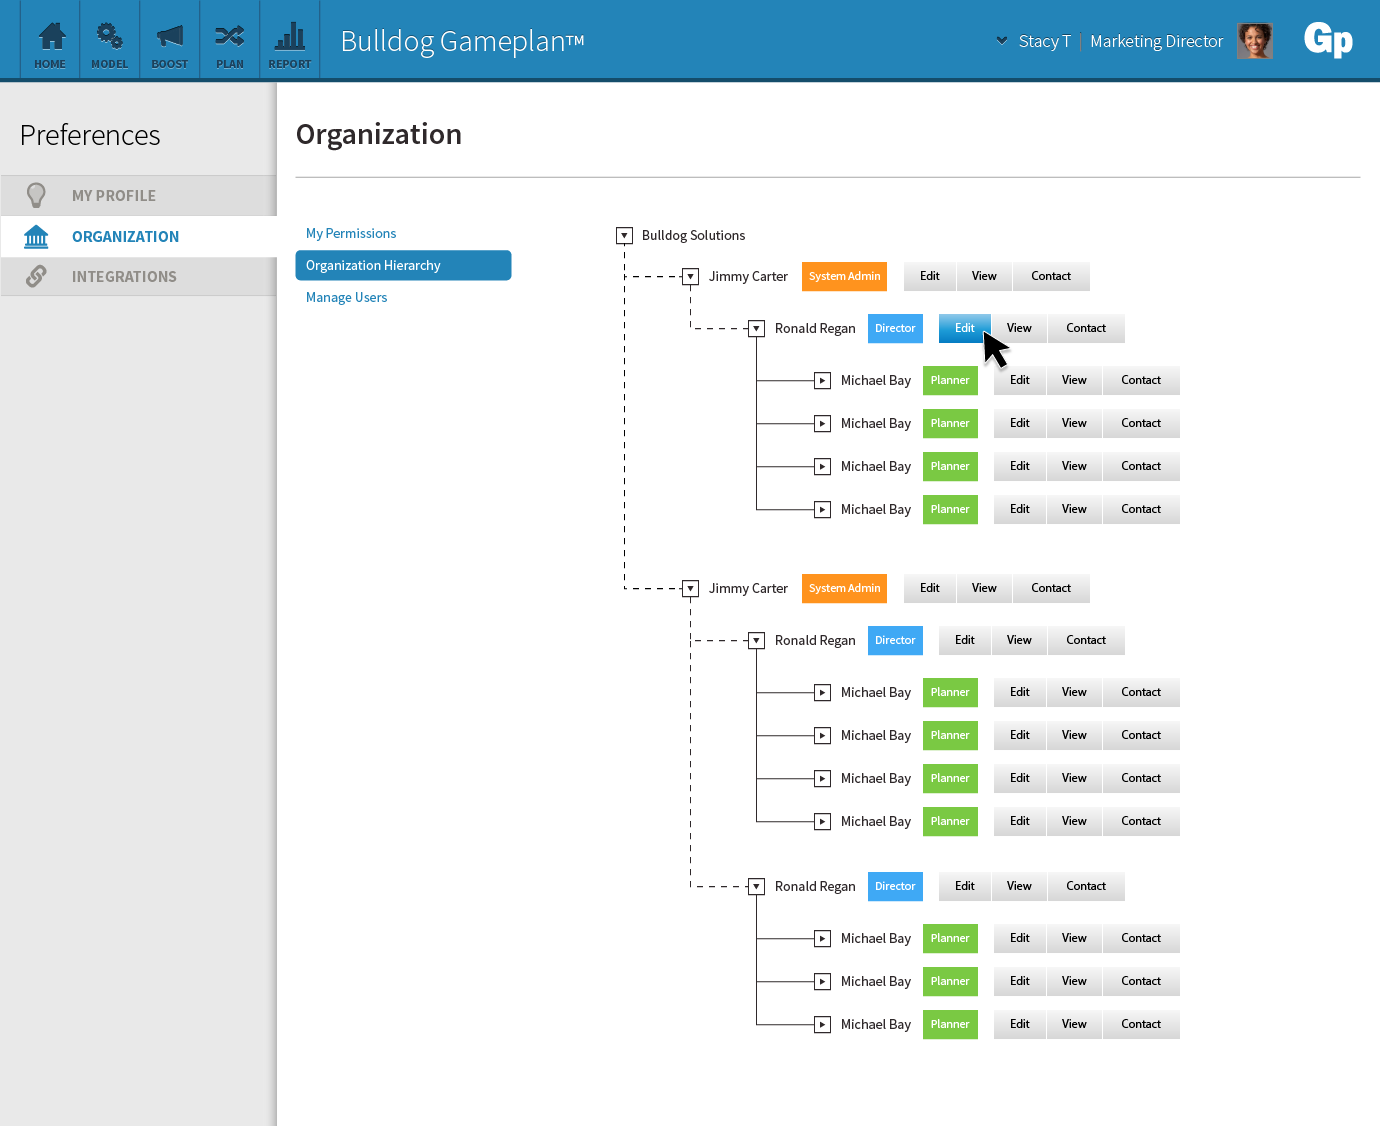 HOME MODEL BOOST PLAN REPORT
Bulldog Gameplan™
Stacy T Marketing Director
Gp
Preferences
MY PROFILE
ORGANIZATION
INTEGRATIONS
Organization
My Permissions
Organization Hierarchy
Manage Users
Bulldog Solutions
Jimmy Carter System Admin Edit View Contact
Ronald Regan Director Edit View Contact
Michael Bay Planner Edit View Contact
Michael Bay Planner Edit View Contact
Michael Bay Planner Edit View Contact
Michael Bay Planner Edit View Contact
Jimmy Carter System Admin Edit View Contact
Ronald Regan Director Edit View Contact
Michael Bay Planner Edit View Contact
Michael Bay Planner Edit View Contact
Michael Bay Planner Edit View Contact
Michael Bay Planner Edit View Contact
Ronald Regan Director Edit View Contact
Michael Bay Planner Edit View Contact
Michael Bay Planner Edit View Contact
Michael Bay Planner Edit View Contact